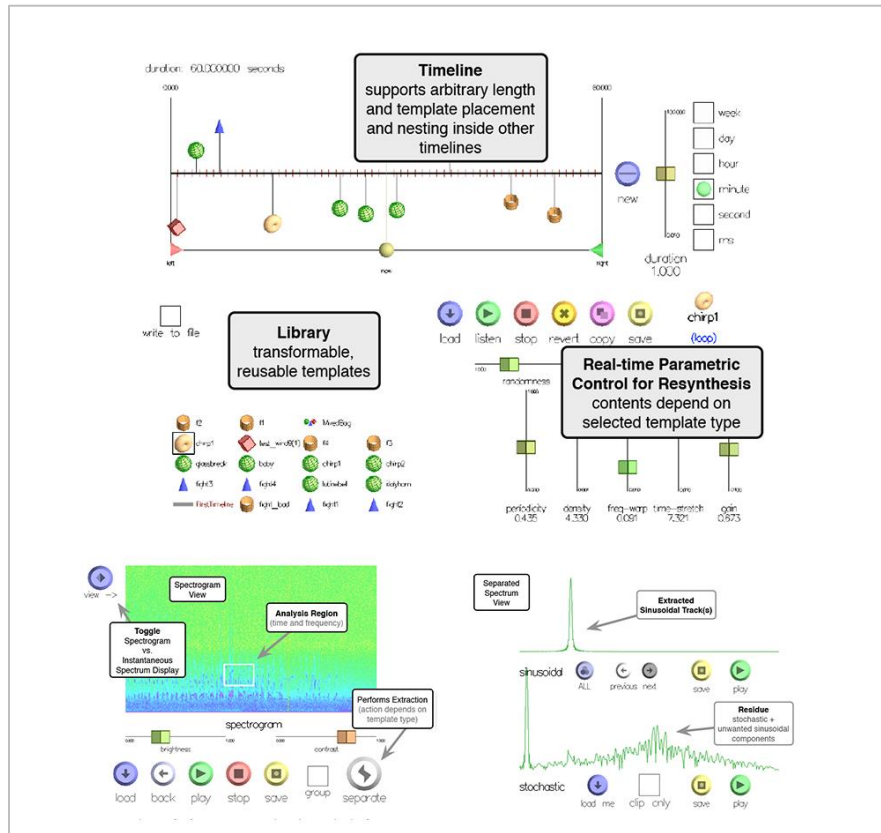 duration: 60.000000 seconds
Timeline
supports arbitrary length
and template placement
and nesting inside other
timelines
60.000
week
day
hour
minute
second
ms
new
duration
1.000
left
now
right
write to file
Library
transformable,
reusable templates
load listen stop revert copy save
chirp1
(loop)
randomness
Real-time Parametric
Control for Resynthesis
contents depend on
selected template type
periodicity density freq-warp time-stretch gain
0.435 4.330 0.091 7.321 0.673
f2 f1 MixedBag
chirp1 f4 f3
glassbreak baby chirp1 chirp2
fight3 fight4
FirstTimeline fight_load fight1 fight2
view ->
Spectrogram
View
Analysis Region
(time and frequency)
Toggle
Spectrogram
vs.
Instantaneous
Spectrum Display
Performs Extraction
(action depends on
template type)
spectrogram
brightness contrast
load back play stop save group separate
Separated
Spectrum
View
Extracted
Sinusoidal Track(s)
sinusoidal
ALL previous next save play
Residue
stochastic +
unwanted sinusoidal
components
stochastic
load me clip only save play